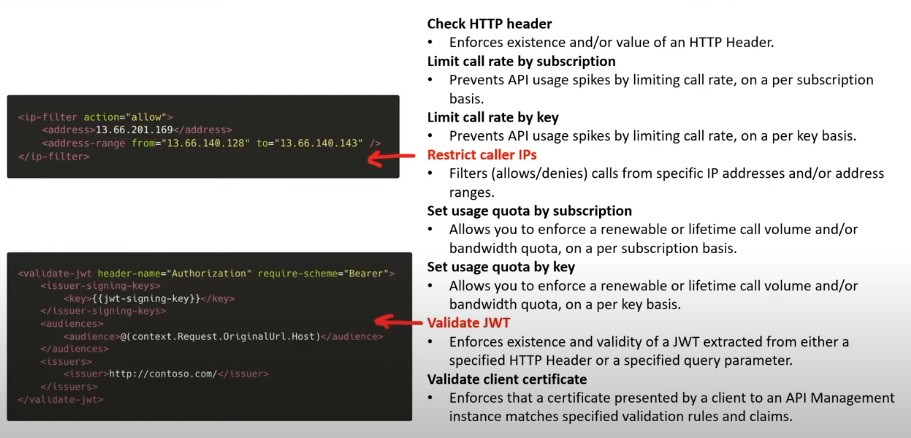 <ip-filter action="allow">
<address>13.66.201.169</address>
<address-range from="13.66.140.128" to="13.66.140.143" />
</ip-filter>
<validate-jwt header-name="Authorization" require-scheme="Bearer">
<issuer-signing-keys>
<key>{{jwt-signing-key}}</key>
</issuer-signing-keys>
<audiences>
<audience>@(context.Request.OriginalUrl.Host)</audience>
</audiences>
<issuers>
<issuer>http://contoso.com/</issuer>
</issuers>
</validate-jwt>
Check HTTP header
• Enforces existence and/or value of an HTTP Header.
Limit call rate by subscription
• Prevents API usage spikes by limiting call rate, on a per subscription
basis.
Limit call rate by key
• Prevents API usage spikes by limiting call rate, on a per key basis.
Restrict caller IPs
• Filters (allows/denies) calls from specific IP addresses and/or address
ranges.
Set usage quota by subscription
• Allows you to enforce a renewable or lifetime call volume and/or
bandwidth quota, on a per subscription basis.
Set usage quota by key
• Allows you to enforce a renewable or lifetime call volume and/or
bandwidth quota, on a per key basis.
Validate JWT
• Enforces existence and validity of a JWT extracted from either a
specified HTTP Header or a specified query parameter.
Validate client certificate
• Enforces that a certificate presented by a client to an API Management
instance matches specified validation rules and claims.